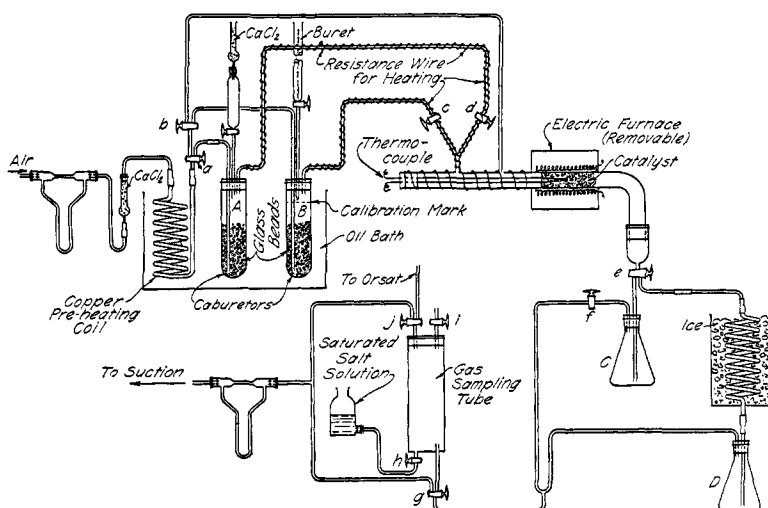 CaCl₂
Buret
Resistance Wire
for Heating
b
c
d
Electric Furnace
(Removable)
Thermo-
couple
Catalyst
Air
CaCl₂
a
A
B
Glass
Beads
Calibration Mark
Oil Bath
Copper
Pre-heating
Coil
Caburetors
To Orsat
e
f
Ice
j
i
Saturated
Salt
Solution
Gas
Sampling
Tube
C
To Suction
h
g
D